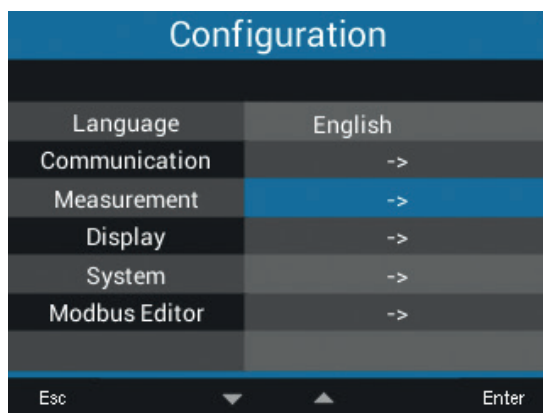 Configuration
Language English
Communication ->
Measurement ->
Display ->
System ->
Modbus Editor ->
Esc Enter